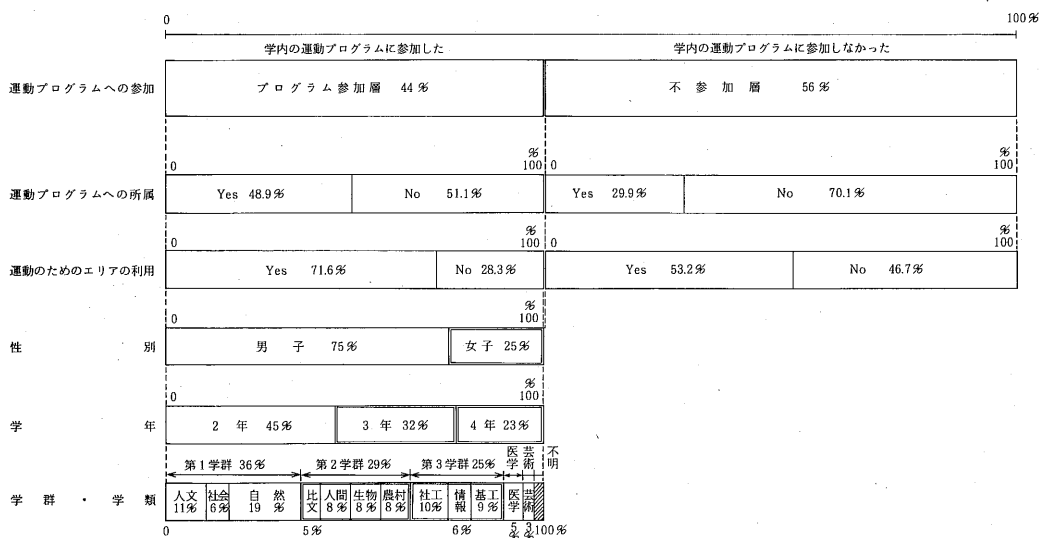 0 100%
学内の運動プログラムに参加した 学内の運動プログラムに参加しなかった
運動プログラムへの参加 プログラム参加層 44% 不参加層 56%
% %
0 100 0 100
運動プログラムへの所属 Yes 48.9% No 51.1% Yes 29.9% No 70.1%
% %
0 100 0 100
運動のためのエリアの利用 Yes 71.6% No 28.3% Yes 53.2% No 46.7%
%
0 100
性別 男子 75% 女子 25%
%
0 100
学年 2年 45% 3年 32% 4年 23%
第1学群 36% 第2学群 29% 第3学群 25% 医学 芸術 不明
学群・学類 人文 11% 社会 6% 自然 19% 比文 人間 8% 生物 8% 農村 8% 社工 10% 情報 基工 9% 医学 芸術
0 5% 6% 5% 3% 100%